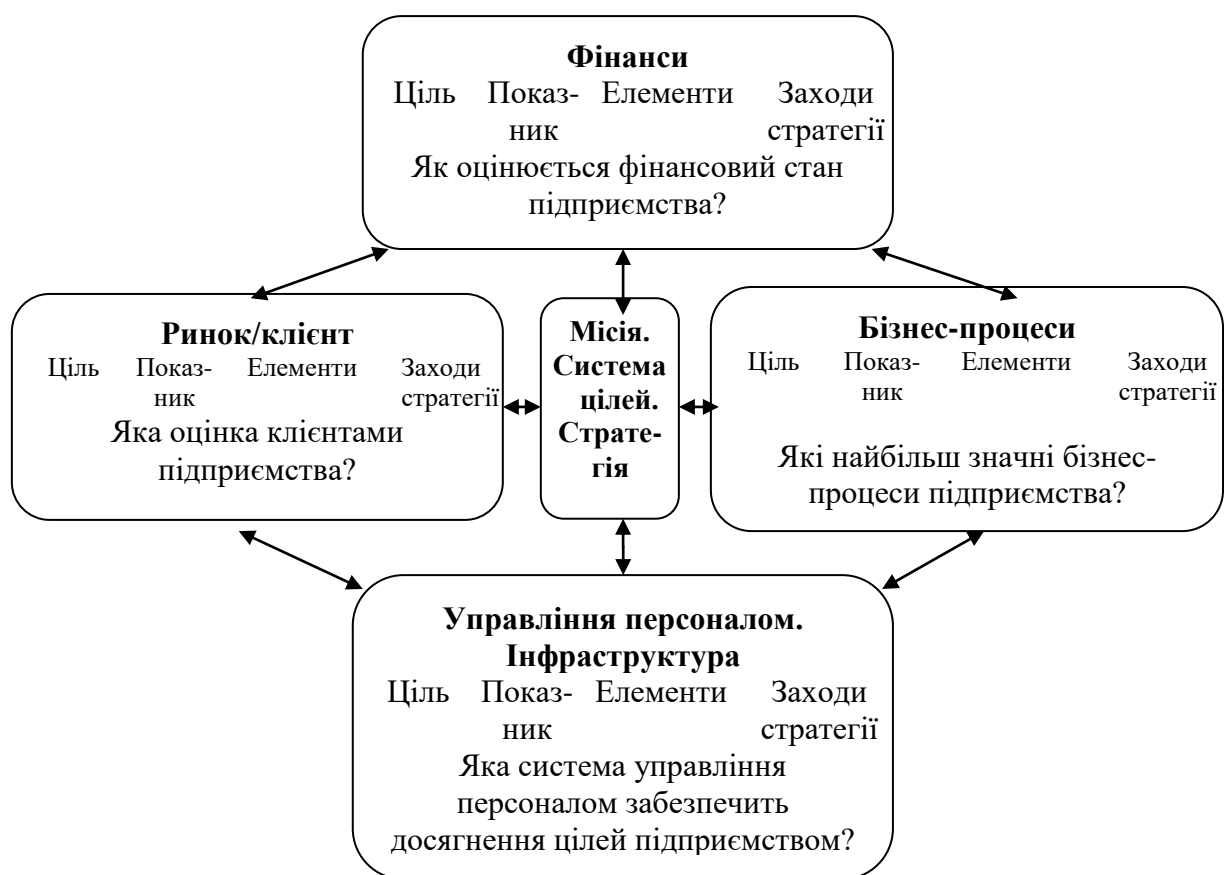 Фінанси
Ціль Показ- Елементи Заходи
ник стратегії
Як оцінюється фінансовий стан
підприємства?
Ринок/клієнт
Ціль Показ- Елементи Заходи
ник стратегії
Яка оцінка клієнтами
підприємства?
Місія.
Система
цілей.
Страте-
гія
Бізнес-процеси
Ціль Показ- Елементи Заходи
ник стратегії
Які найбільш значні бізнес-
процеси підприємства?
Управління персоналом.
Інфраструктура
Ціль Показ- Елементи Заходи
ник стратегії
Яка система управління
персоналом забезпечить
досягнення цілей підприємством?